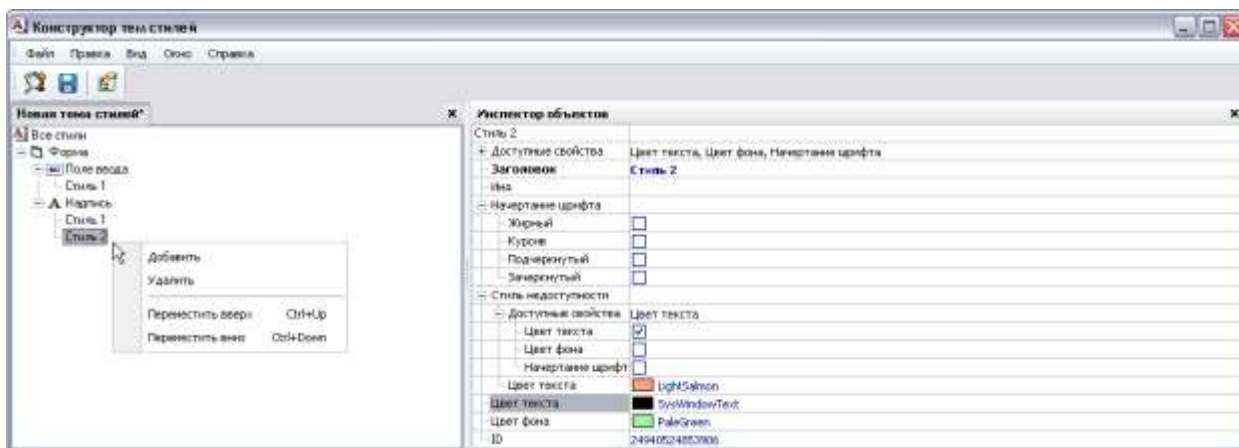 Конструктор тем стилей
Файл Правка Вид Окно Справка
Новая тема стилей*
Все стили
Форма
Поле ввода
Стиль 1
Надпись
Стиль 1
Стиль 2
Добавить
Удалить
Переместить вверх Ctrl+Up
Переместить вниз Ctrl+Down
Инспектор объектов
Стиль 2
Доступные свойства Цвет текста, Цвет фона, Начертание шрифта
Заголовок Стиль 2
Имя
Начертание шрифта
Жирный
Курсив
Подчеркнутый
Зачеркнутый
Стиль недоступности
Доступные свойства Цвет текста
Цвет текста
Цвет фона
Начертание шрифт
Цвет текста LightSalmon
Цвет текста SysWindowText
Цвет фона PaleGreen
ID 24940524853906